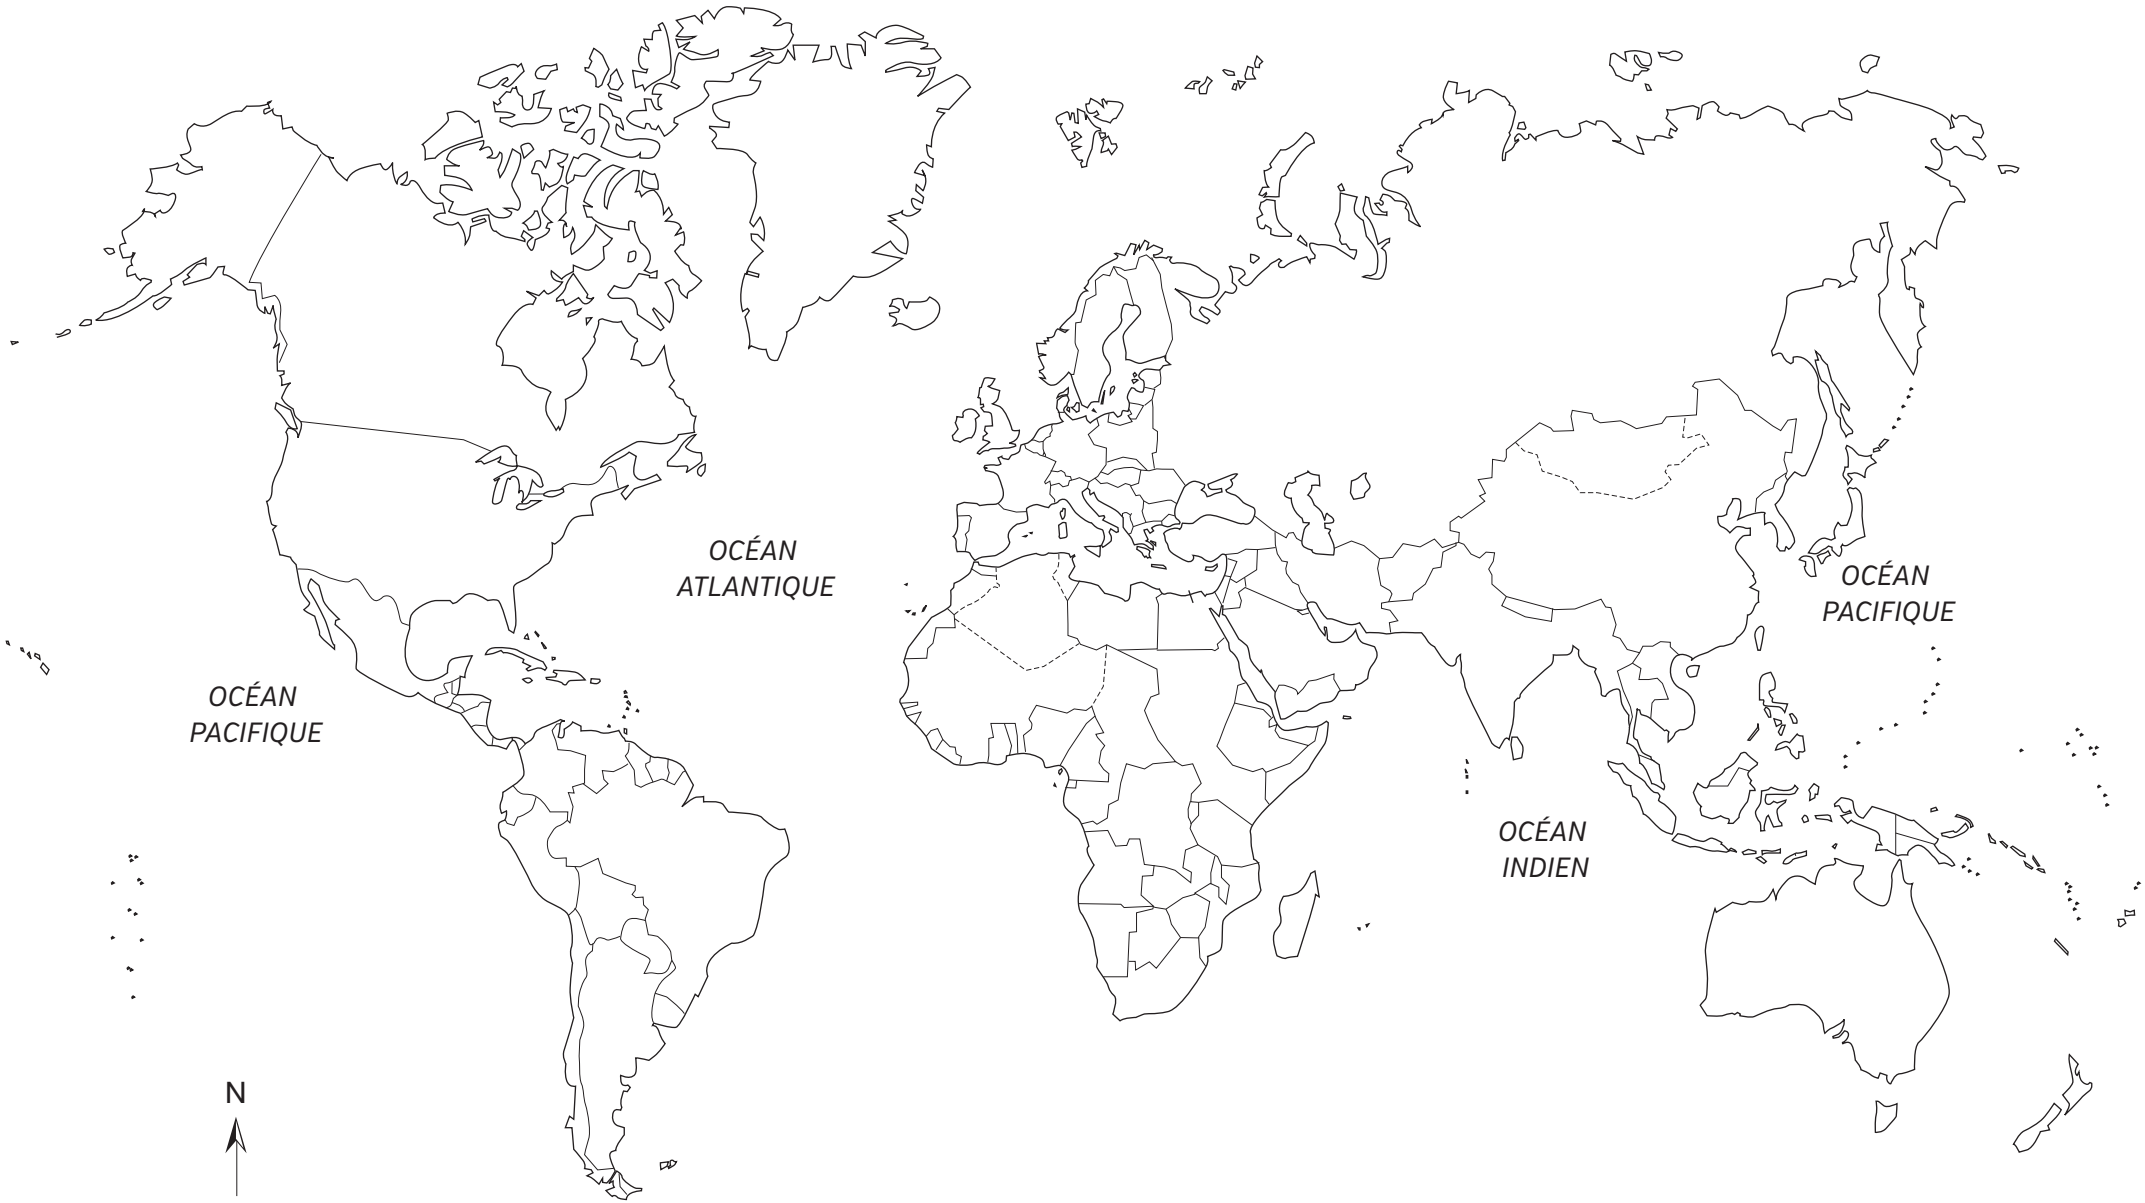 OCÉAN
ATLANTIQUE
OCÉAN
PACIFIQUE
OCÉAN
PACIFIQUE
OCÉAN
INDIEN
N